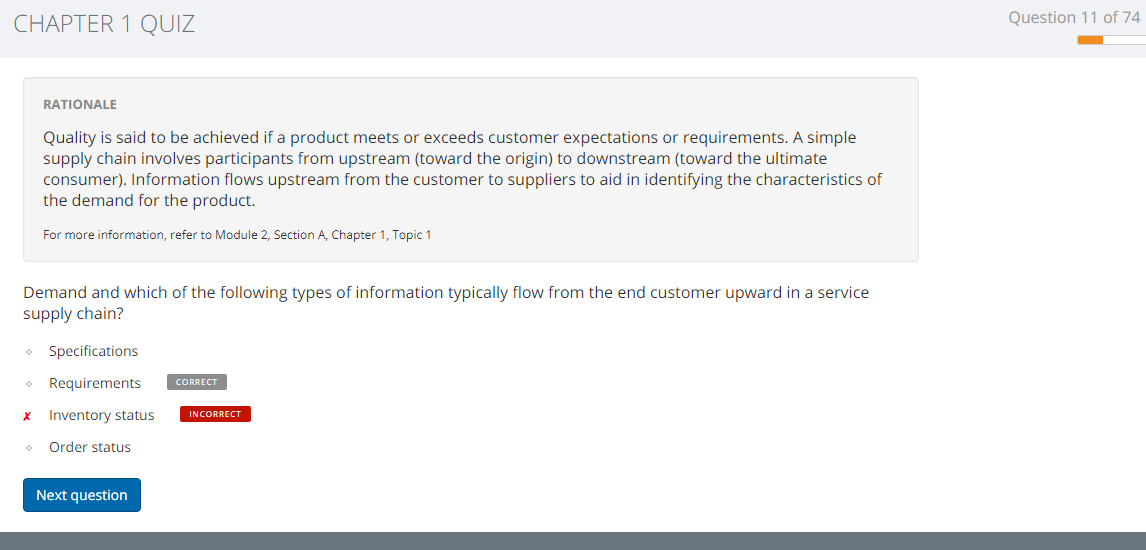 CHAPTER 1 QUIZ
Question 11 of 74
RATIONALE
Quality is said to be achieved if a product meets or exceeds customer expectations or requirements. A simple
supply chain involves participants from upstream (toward the origin) to downstream (toward the ultimate
consumer). Information flows upstream from the customer to suppliers to aid in identifying the characteristics of
the demand for the product.
For more information, refer to Module 2, Section A, Chapter 1, Topic 1
Demand and which of the following types of information typically flow from the end customer upward in a service
supply chain?
Specifications
Requirements CORRECT
✗ Inventory status INCORRECT
Order status
Next question